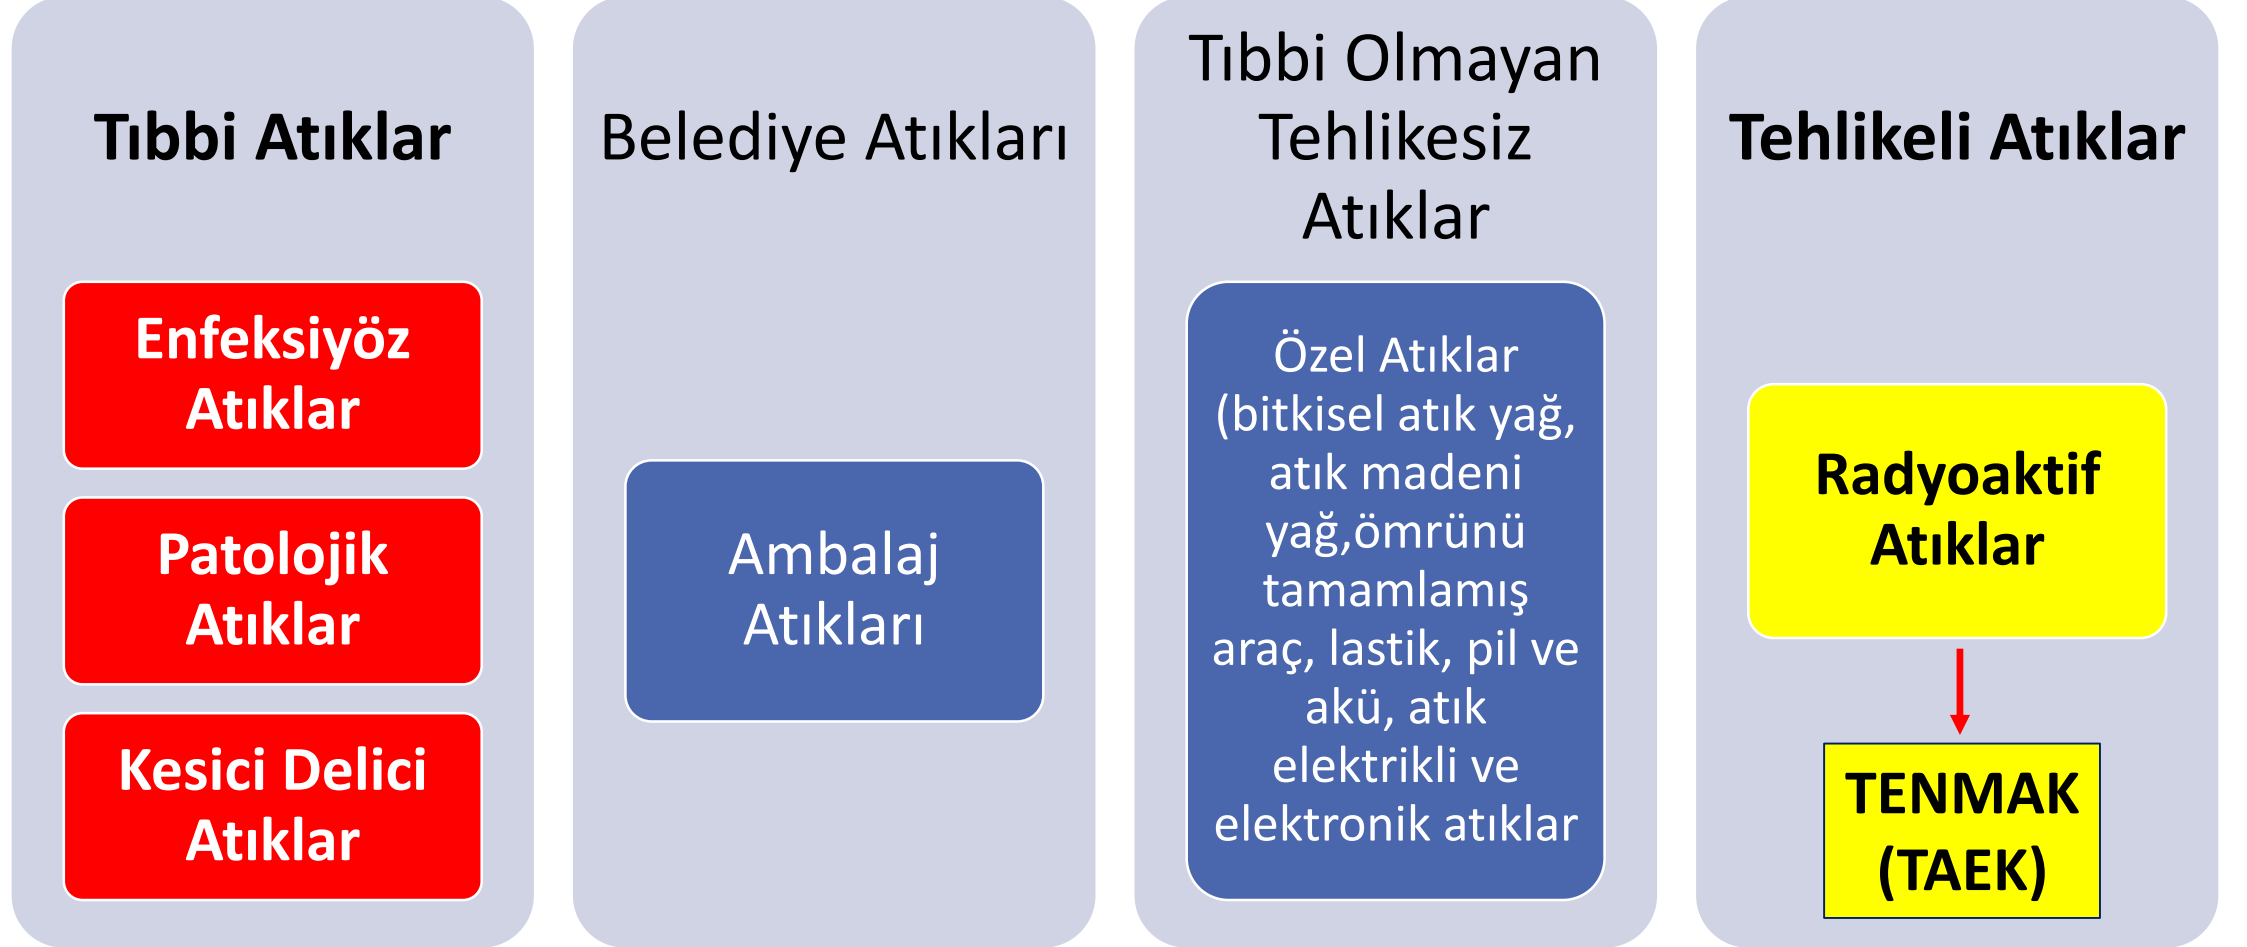 Tıbbi Atıklar
Enfeksiyöz
Atıklar
Patolojik
Atıklar
Kesici Delici
Atıklar
Belediye Atıkları
Ambalaj
Atıkları
Tıbbi Olmayan
Tehlikesiz
Atıklar
Özel Atıklar
(bitkisel atık yağ,
atık madeni
yağ,ömrünü
tamamlamış
araç, lastik, pil ve
akü, atık
elektrikli ve
elektronik atıklar
Tehlikeli Atıklar
Radyoaktif
Atıklar
TENMAK
(TAEK)